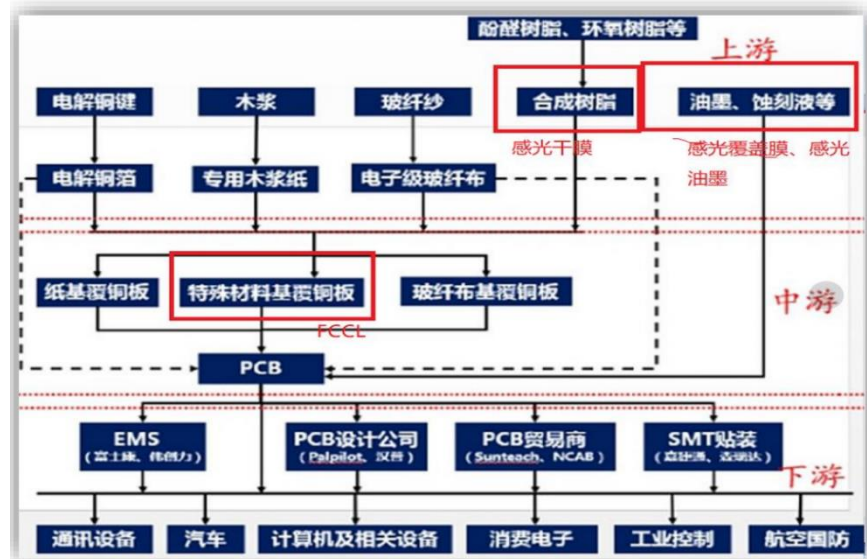 酚醛树脂、环氧树脂等
上游
电解铜键
木浆
玻纤纱
合成树脂
油墨、蚀刻液等
感光干膜
感光覆盖膜、感光
油墨
电解铜箔
专用木浆纸
电子级玻纤布
纸基覆铜板
特殊材料基覆铜板
玻纤布基覆铜板
中游
FCCL
PCB
EMS
(富士康、伟创力)
PCB设计公司
(Palpilot、汉普)
PCB贸易商
(Sunteach、NCAB)
SMT贴装
下游
通讯设备
汽车
计算机及相关设备
消费电子
工业控制
航空国防